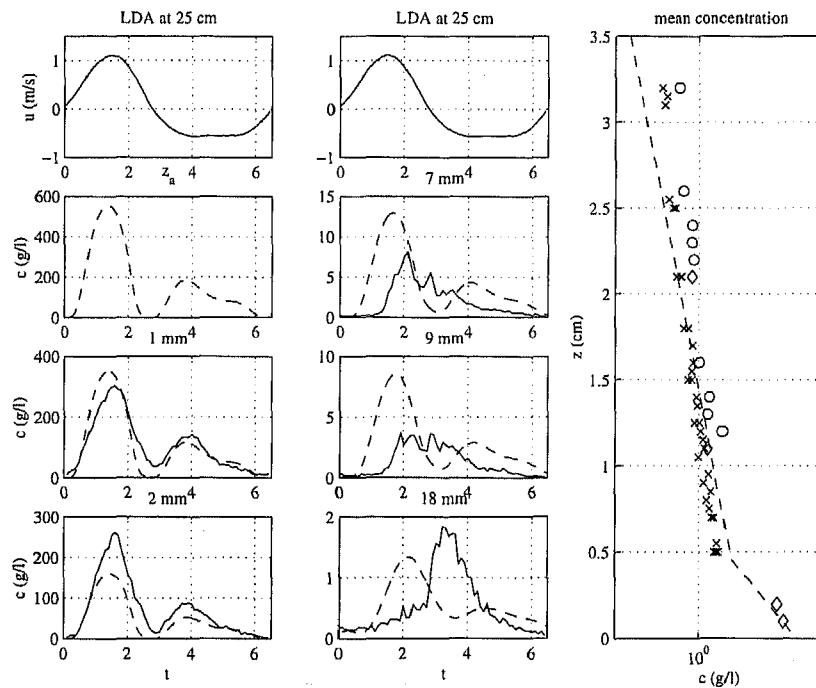 LDA at 25 cm
LDA at 25 cm
mean concentration
u (m/s)
1
0
−1
0 2 4 6
z_a
1
0
−1
0 2 4 6
7 mm
c (g/l)
600
400
200
0
0 2 4 6
1 mm
15
10
5
0
0 2 4 6
9 mm
c (g/l)
400
200
0
0 2 4 6
2 mm
10
5
0
0 2 4 6
18 mm
c (g/l)
300
200
100
0
0 2 4 6
t
2
1
0
0 2 4 6
t
z (cm)
3.5
3
2.5
2
1.5
1
0.5
0
10^0
c (g/l)